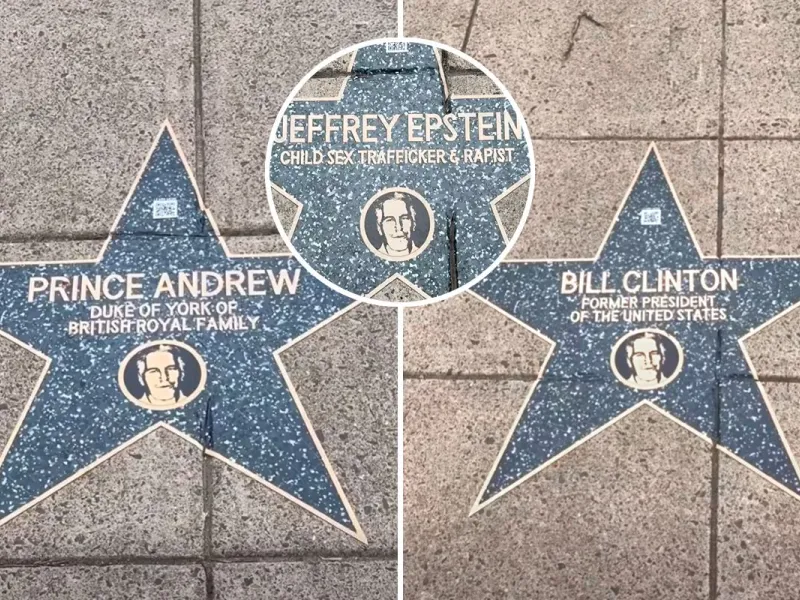 PRINCE ANDREW
DUKE OF YORK OF
BRITISH ROYAL FAMILY
JEFFREY EPSTEIN
CHILD SEX TRAFFICKER & RAPIST
BILL CLINTON
FORMER PRESIDENT
OF THE UNITED STATES